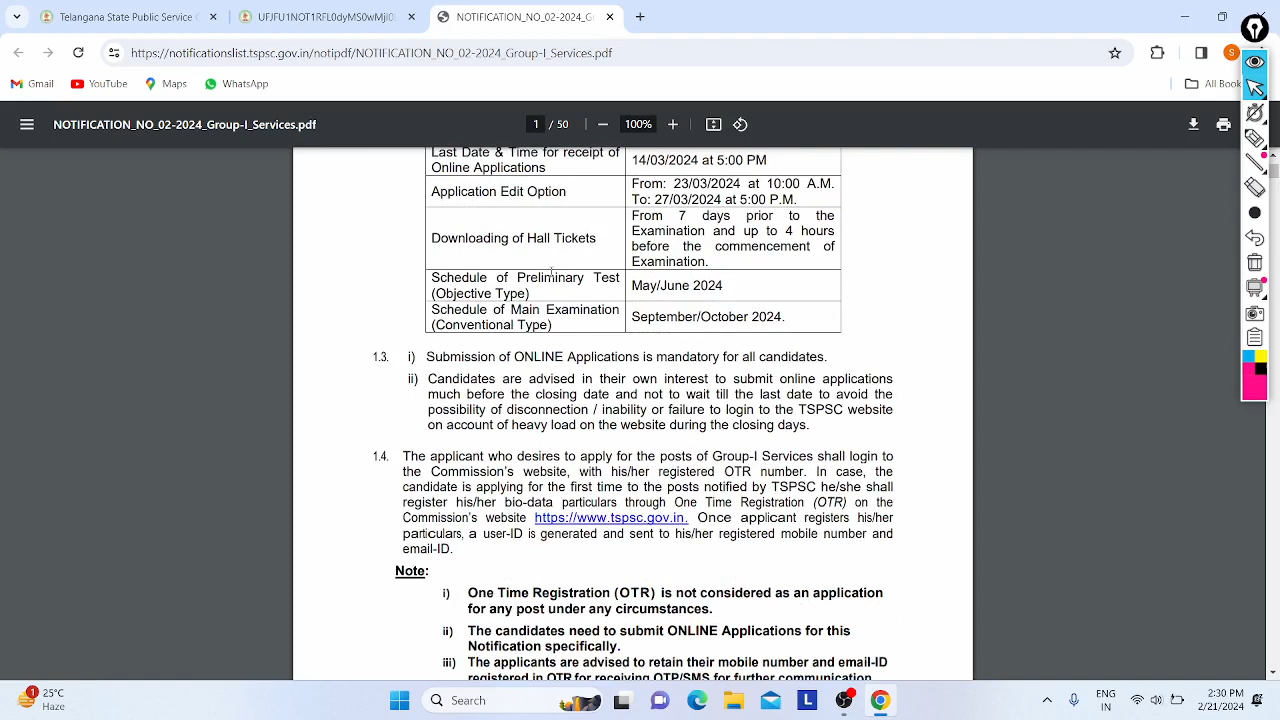 Telangana State Public Service
UFJFU1NOT1RFL0dyMS0wMjI0
NOTIFICATION_NO_02-2024_G
https://notificationslist.tspsc.gov.in/notipdf/NOTIFICATION_NO_02-2024_Group-I_Services.pdf
S
Gmail
YouTube
Maps
WhatsApp
All Book
NOTIFICATION_NO_02-2024_Group-I_Services.pdf
1 / 50
100%
Last Date & Time for receipt of
Online Applications
14/03/2024 at 5:00 PM
Application Edit Option
From: 23/03/2024 at 10:00 A.M.
To: 27/03/2024 at 5:00 P.M.
Downloading of Hall Tickets
From 7 days prior to the
Examination and up to 4 hours
before the commencement of
Examination.
Schedule of Preliminary Test
(Objective Type)
May/June 2024
Schedule of Main Examination
(Conventional Type)
September/October 2024.
1.3. i) Submission of ONLINE Applications is mandatory for all candidates.
ii) Candidates are advised in their own interest to submit online applications
much before the closing date and not to wait till the last date to avoid the
possibility of disconnection / inability or failure to login to the TSPSC website
on account of heavy load on the website during the closing days.
1.4. The applicant who desires to apply for the posts of Group-I Services shall login to
the Commission's website, with his/her registered OTR number. In case, the
candidate is applying for the first time to the posts notified by TSPSC he/she shall
register his/her bio-data particulars through One Time Registration (OTR) on the
Commission's website https://www.tspsc.gov.in. Once applicant registers his/her
particulars, a user-ID is generated and sent to his/her registered mobile number and
email-ID.
Note:
i) One Time Registration (OTR) is not considered as an application
for any post under any circumstances.
ii) The candidates need to submit ONLINE Applications for this
Notification specifically.
iii) The applicants are advised to retain their mobile number and email-ID
registered in OTR for receiving OTP/SMS for further communication
1
25°C
Haze
Search
L
ENG
IN
2:30 PM
2/21/2024